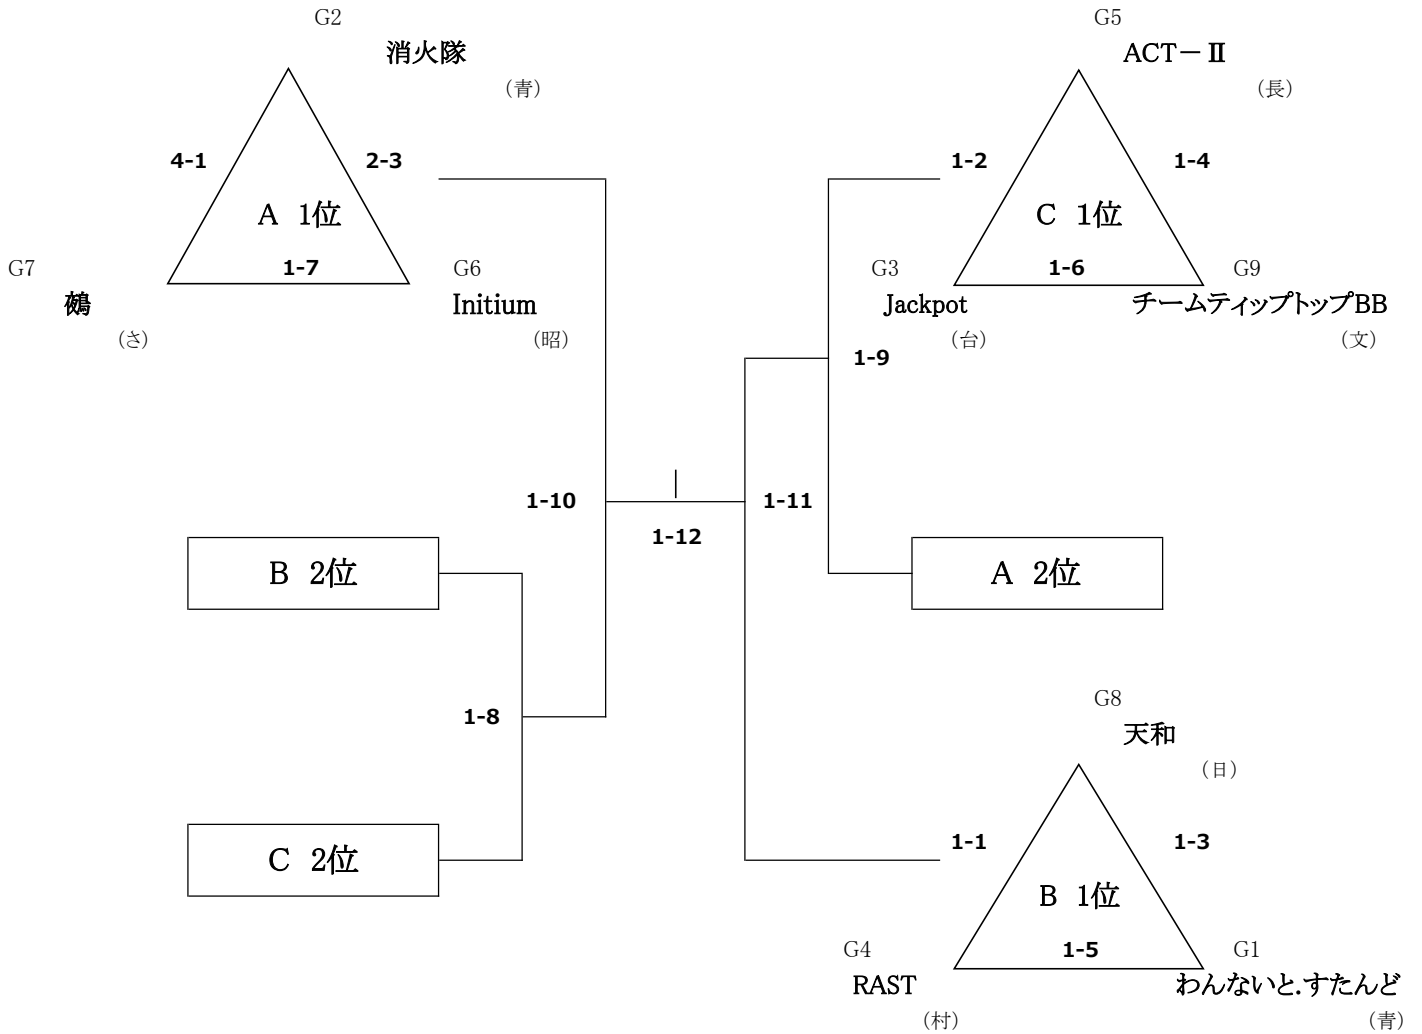 G2
消火隊
（青）
4-1
2-3
A 1位
1-7
G7
鵺
（さ）
G6
Initium
（昭）
G5
ACT－Ⅱ
（長）
1-2
1-4
C 1位
1-6
G3
Jackpot
（台）
G9
チームティップトップBB
（文）
1-9
1-10
1-12
1-11
B 2位
A 2位
1-8
C 2位
G8
天和
（日）
1-1
1-3
B 1位
1-5
G4
RAST
（村）
G1
わんないと.すたんど
（青）